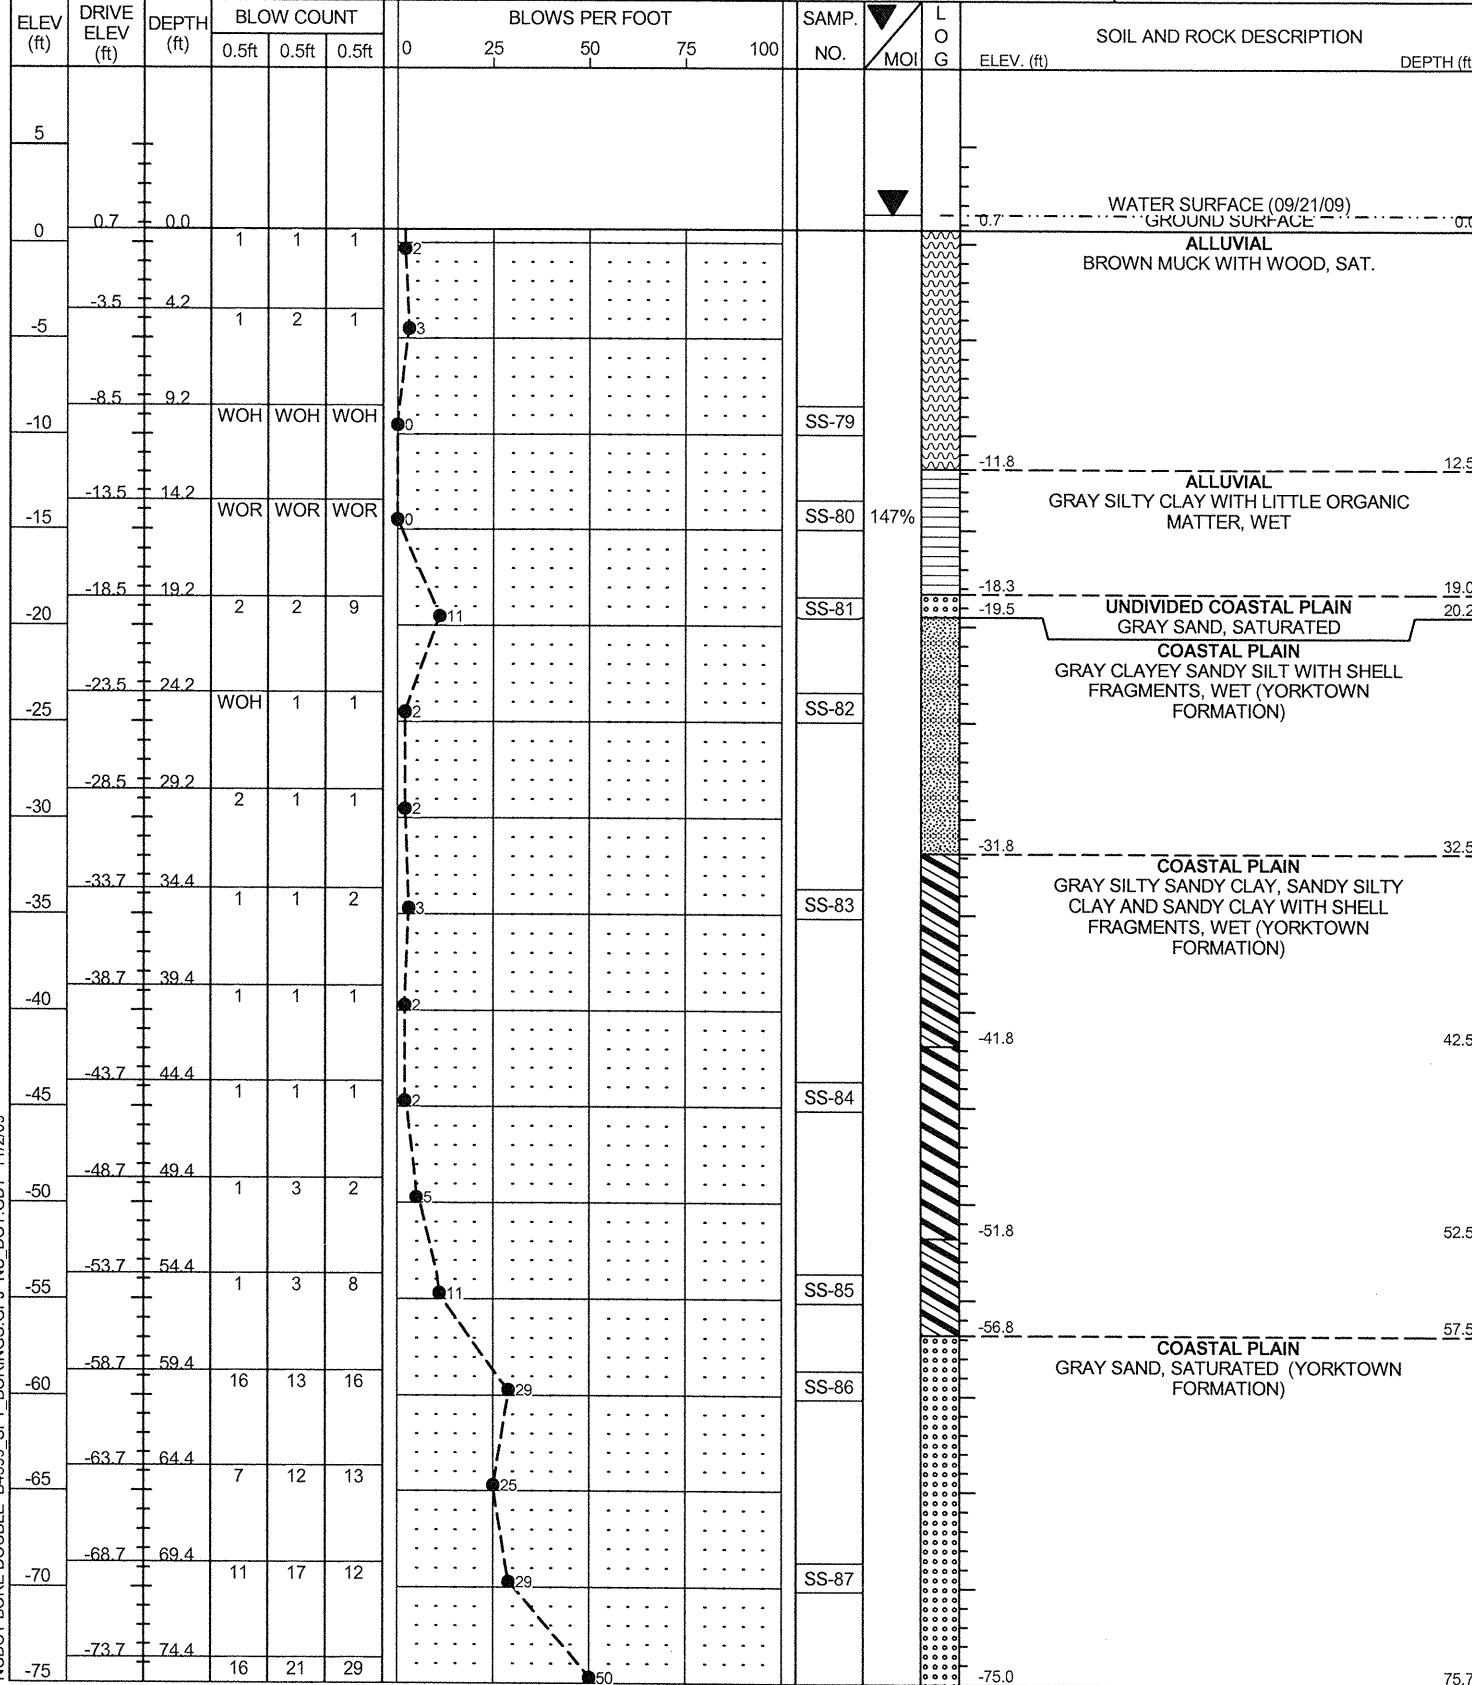 ELEV (ft) DRIVE ELEV (ft) DEPTH (ft) BLOW COUNT BLOWS PER FOOT SAMP. NO. MOI L O G SOIL AND ROCK DESCRIPTION
0.5ft 0.5ft 0.5ft 0 25 50 75 100 ELEV. (ft) DEPTH (ft
5
WATER SURFACE (09/21/09)
0 0.7 0.0 0.7 GROUND SURFACE 0.0
1 1 1 2 ALLUVIAL
BROWN MUCK WITH WOOD, SAT.
-3.5 4.2
-5 1 2 1 3
-8.5 9.2
-10 WOH WOH WOH 0 SS-79
-11.8 12.5
ALLUVIAL
-13.5 14.2 GRAY SILTY CLAY WITH LITTLE ORGANIC
-15 WOR WOR WOR 0 SS-80 147% MATTER, WET
-18.5 19.2 -18.3 19.0
-20 2 2 9 11 SS-81 -19.5 UNDIVIDED COASTAL PLAIN 20.2
GRAY SAND, SATURATED
COASTAL PLAIN
GRAY CLAYEY SANDY SILT WITH SHELL
-23.5 24.2 FRAGMENTS, WET (YORKTOWN
-25 WOH 1 1 2 SS-82 FORMATION)
-28.5 29.2
-30 2 1 1 2
-31.8 32.5
COASTAL PLAIN
-33.7 34.4 GRAY SILTY SANDY CLAY, SANDY SILTY
-35 1 1 2 3 SS-83 CLAY AND SANDY CLAY WITH SHELL
FRAGMENTS, WET (YORKTOWN
FORMATION)
-38.7 39.4
-40 1 1 1 2
-41.8 42.5
-43.7 44.4
-45 1 1 1 2 SS-84
-48.7 49.4
-50 1 3 2 5
-51.8 52.5
-53.7 54.4
-55 1 3 8 11 SS-85
-56.8 57.5
COASTAL PLAIN
-58.7 59.4 GRAY SAND, SATURATED (YORKTOWN
-60 16 13 16 29 SS-86 FORMATION)
-63.7 64.4
-65 7 12 13 25
-68.7 69.4
-70 11 17 12 29 SS-87
-73.7 74.4
-75 16 21 29 50 -75.0 75.7